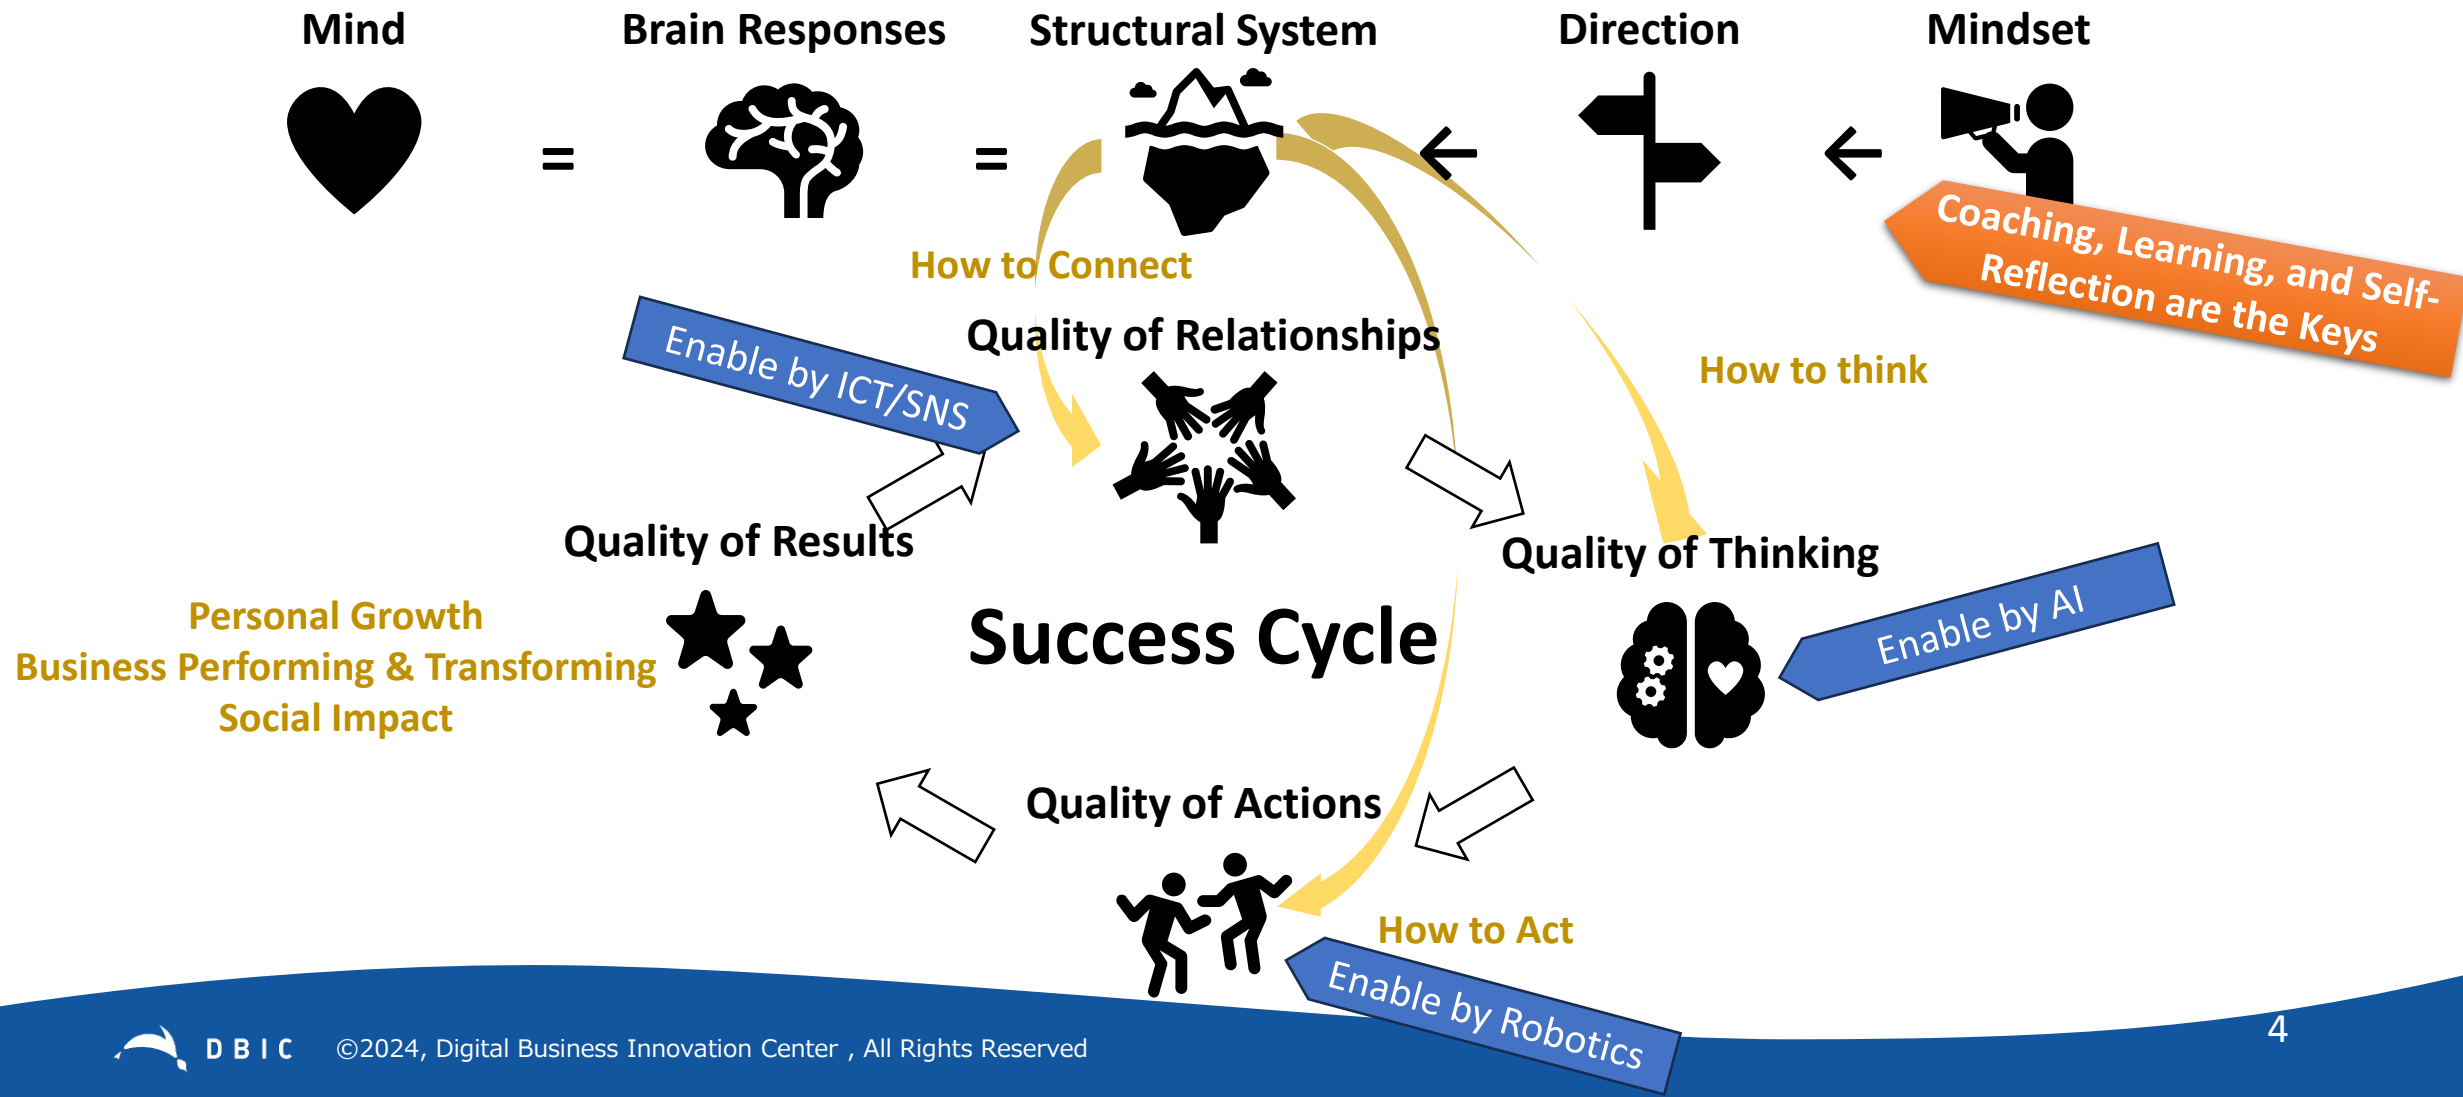 Mind
Brain Responses
Structural System
Direction
Mindset
=
=
Coaching, Learning, and Self-
Reflection are the Keys
How to Connect
Enable by ICT/SNS
Quality of Relationships
How to think
Quality of Results
Quality of Thinking
Personal Growth
Business Performing & Transforming
Social Impact
Success Cycle
Enable by AI
Quality of Actions
How to Act
Enable by Robotics
DBIC
©2024, Digital Business Innovation Center , All Rights Reserved
4